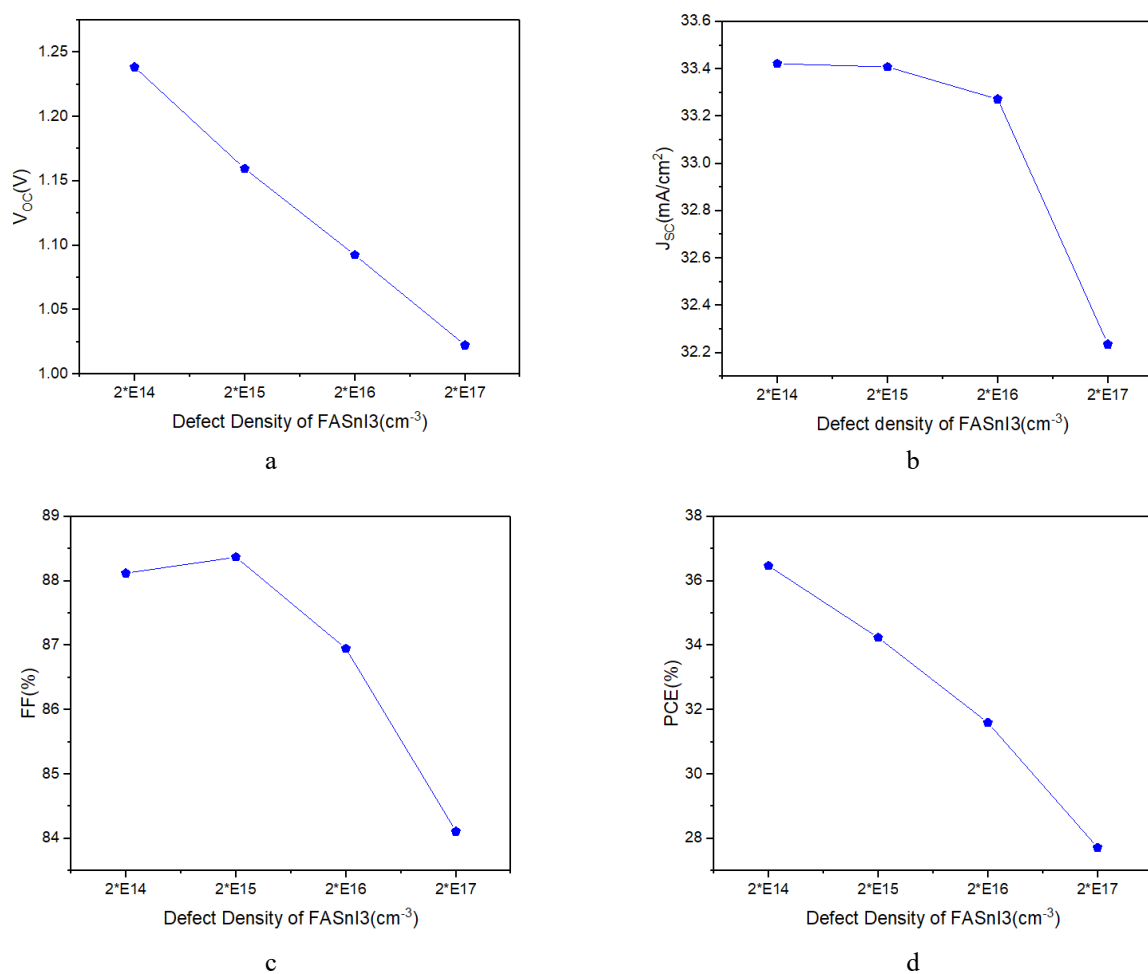 1.25
1.20
1.15
1.10
1.05
1.00
V_OC(V)
2*E14 2*E15 2*E16 2*E17
Defect Density of FASnI3(cm⁻³)
a
33.6
33.4
33.2
33.0
32.8
32.6
32.4
32.2
J_SC(mA/cm²)
2*E14 2*E15 2*E16 2*E17
Defect density of FASnI3(cm⁻³)
b
89
88
87
86
85
84
FF(%)
2*E14 2*E15 2*E16 2*E17
Defect Density of FASnI3(cm⁻³)
c
38
36
34
32
30
28
PCE(%)
2*E14 2*E15 2*E16 2*E17
Defect Density of FASnI3(cm⁻³)
d